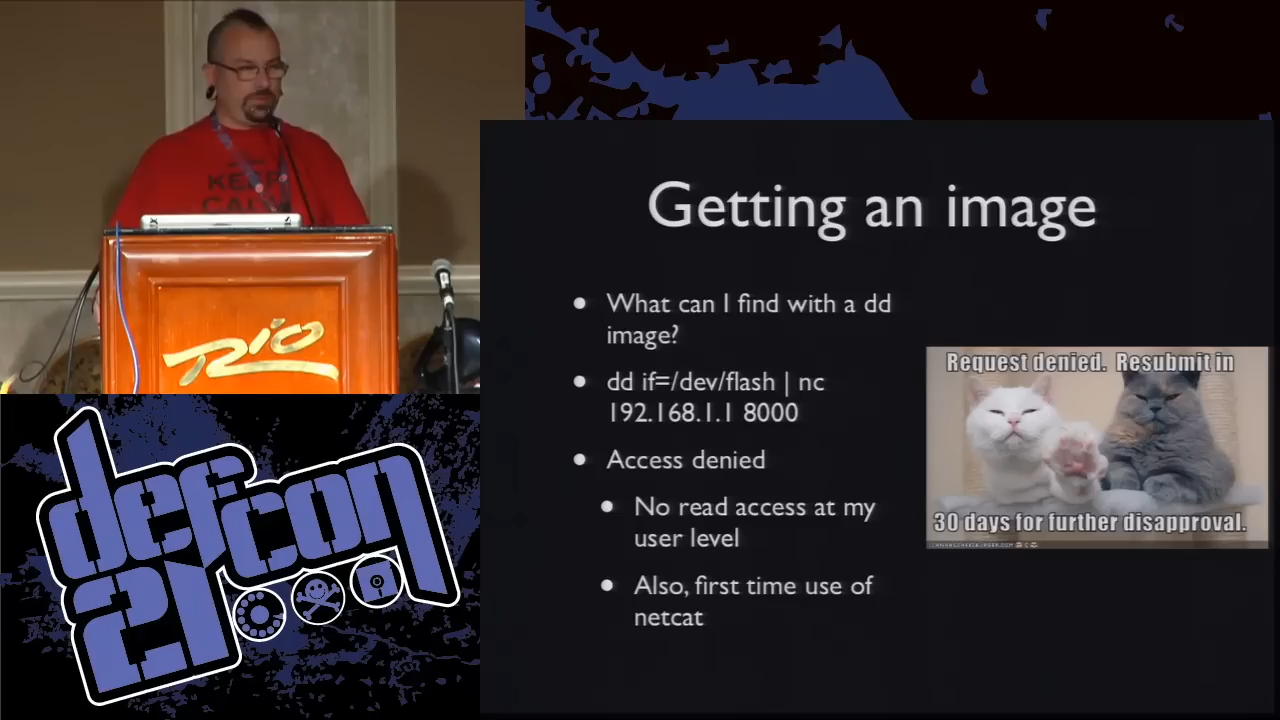 KEEP
CALM
RiO
defcon
21
Getting an image
What can I find with a dd
image?
dd if=/dev/flash | nc
192.168.1.1 8000
Access denied
No read access at my
user level
Also, first time use of
netcat
Request denied. Resubmit in
30 days for further disapproval.